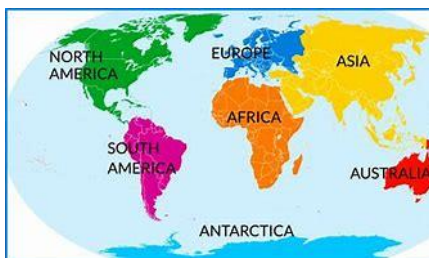 NORTH
AMERICA
EUROPE
ASIA
AFRICA
SOUTH
AMERICA
AUSTRALIA
ANTARCTICA